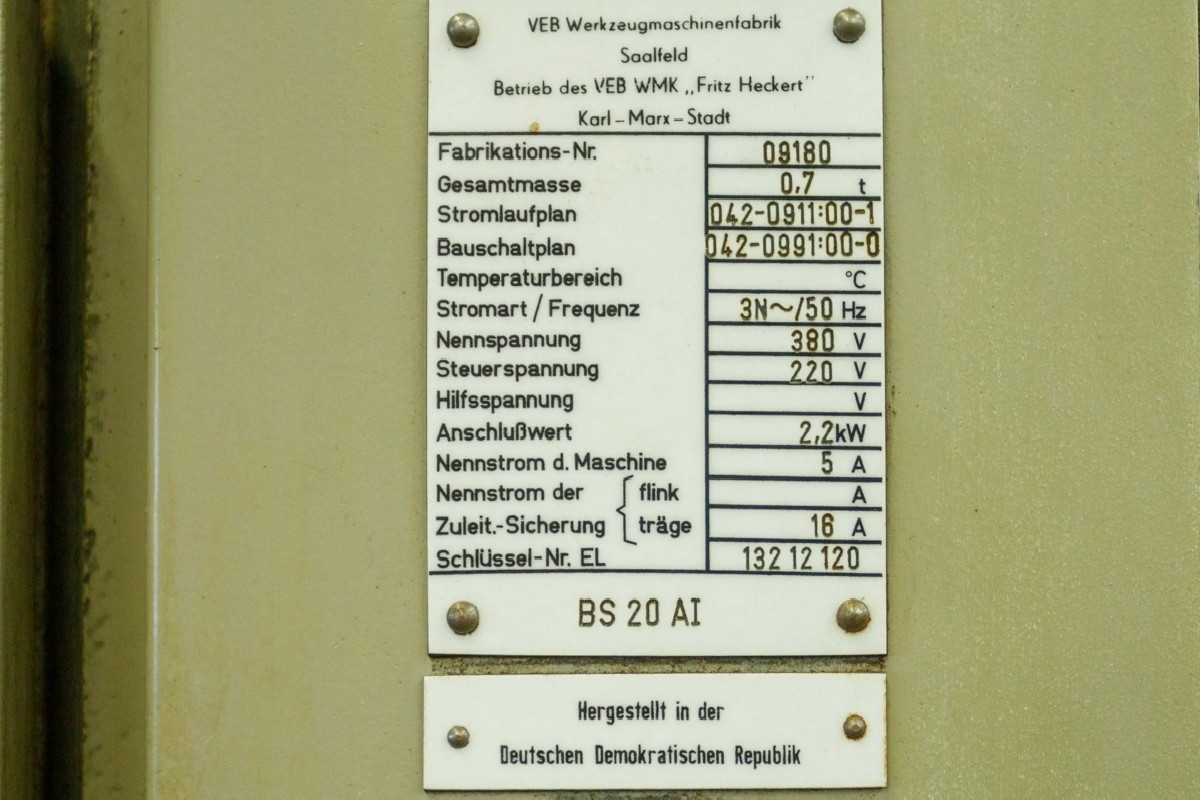 VEB Werkzeugmaschinenfabrik
Saalfeld
Betrieb des VEB WMK „Fritz Heckert"
Karl-Marx-Stadt
Fabrikations-Nr. 09180
Gesamtmasse 0,7 t
Stromlaufplan 042-0911:00-1
Bauschaltplan 042-0991:00-0
Temperaturbereich °C
Stromart / Frequenz 3N~/50 Hz
Nennspannung 380 V
Steuerspannung 220 V
Hilfsspannung V
Anschlußwert 2,2kW
Nennstrom d. Maschine 5 A
Nennstrom der { flink A
Zuleit.-Sicherung { träge 16 A
Schlüssel-Nr. EL 132 12 120
BS 20 AI
Hergestellt in der
Deutschen Demokratischen Republik